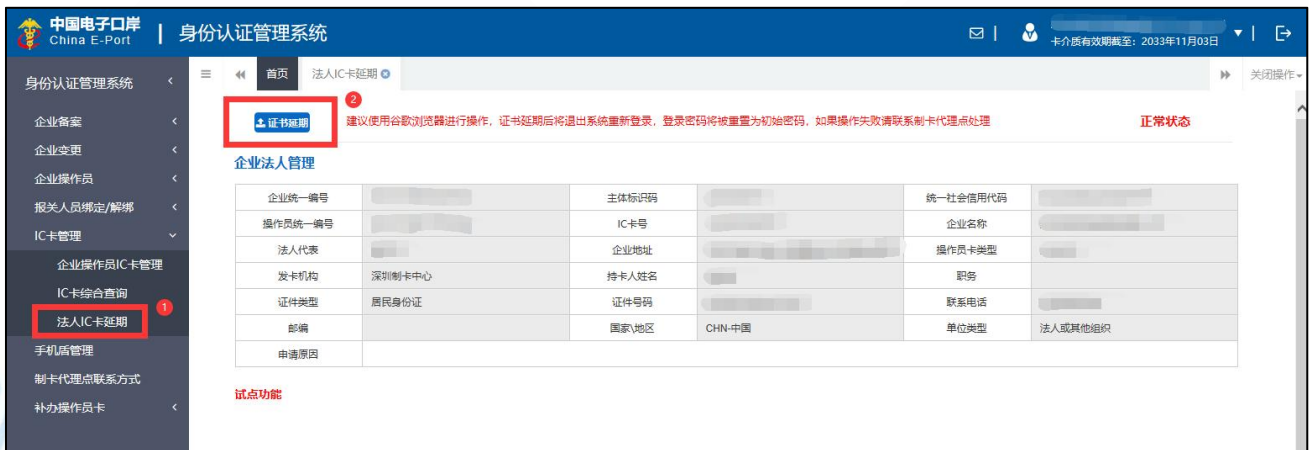 中国电子口岸
China E-Port
身份认证管理系统
卡介质有效期截至：2033年11月03日
身份认证管理系统
首页
法人IC卡延期
关闭操作
企业备案
企业变更
企业操作员
报关人员绑定/解绑
IC卡管理
企业操作员IC卡管理
IC卡综合查询
1
法人IC卡延期
手机盾管理
制卡代理点联系方式
补办操作员卡
2
证书延期
建议使用谷歌浏览器进行操作，证书延期后将退出系统重新登录，登录密码将被重置为初始密码，如果操作失败请联系制卡代理点处理
正常状态
企业法人管理
企业统一编号 主体标识码 统一社会信用代码
操作员统一编号 IC卡号 企业名称
法人代表 企业地址 操作员卡类型
发卡机构 深圳制卡中心 持卡人姓名 职务
证件类型 居民身份证 证件号码 联系电话
邮编 国家\地区 CHN-中国 单位类型 法人或其他组织
申请原因
试点功能